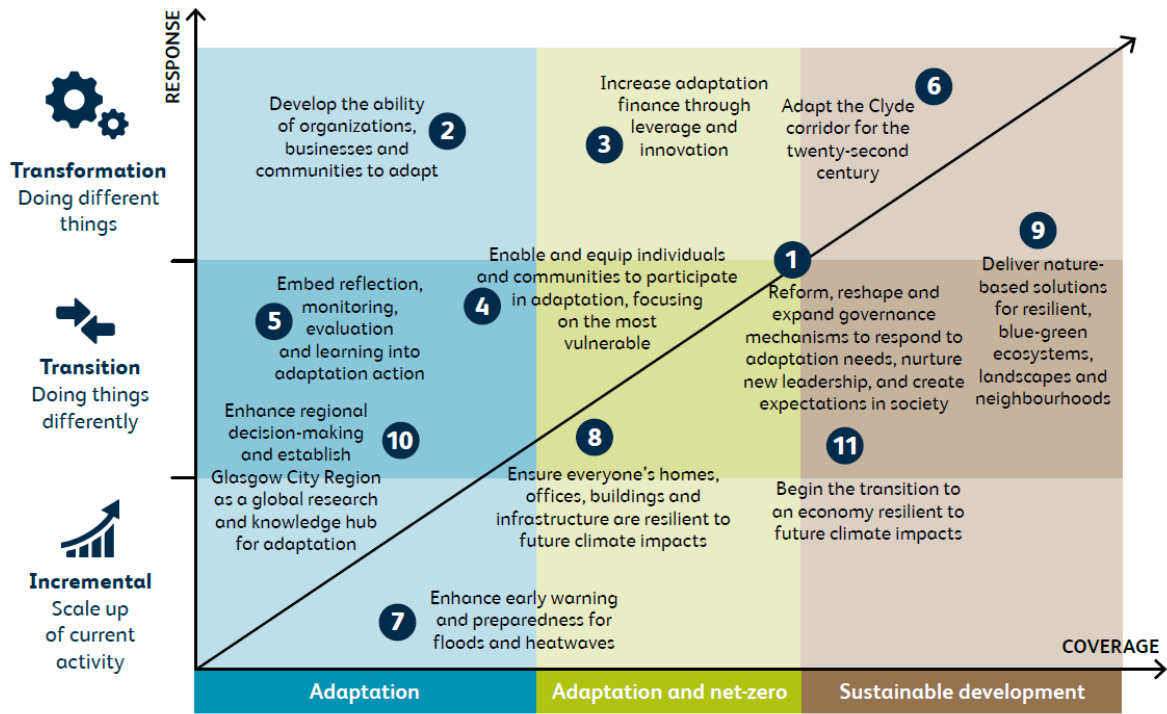 RESPONSE
Transformation
Doing different
things
Transition
Doing things
differently
Incremental
Scale up
of current
activity
Develop the ability
of organizations,
businesses and
communities to adapt
2
Increase adaptation
finance through
leverage and
innovation
3
Adapt the Clyde
corridor for the
twenty-second
century
6
Embed reflection,
monitoring,
evaluation
and learning into
adaptation action
5
Enable and equip individuals
and communities to participate
in adaptation, focusing
on the most
vulnerable
4
1
Reform, reshape and
expand governance
mechanisms to respond to
adaptation needs, nurture
new leadership, and create
expectations in society
9
Deliver nature-
based solutions
for resilient,
blue-green
ecosystems,
landscapes and
neighbourhoods
Enhance regional
decision-making
and establish
Glasgow City Region
as a global research
and knowledge hub
for adaptation
10
8
Ensure everyone’s homes,
offices, buildings and
infrastructure are resilient to
future climate impacts
11
Begin the transition to
an economy resilient to
future climate impacts
7
Enhance early warning
and preparedness for
floods and heatwaves
COVERAGE
Adaptation
Adaptation and net-zero
Sustainable development